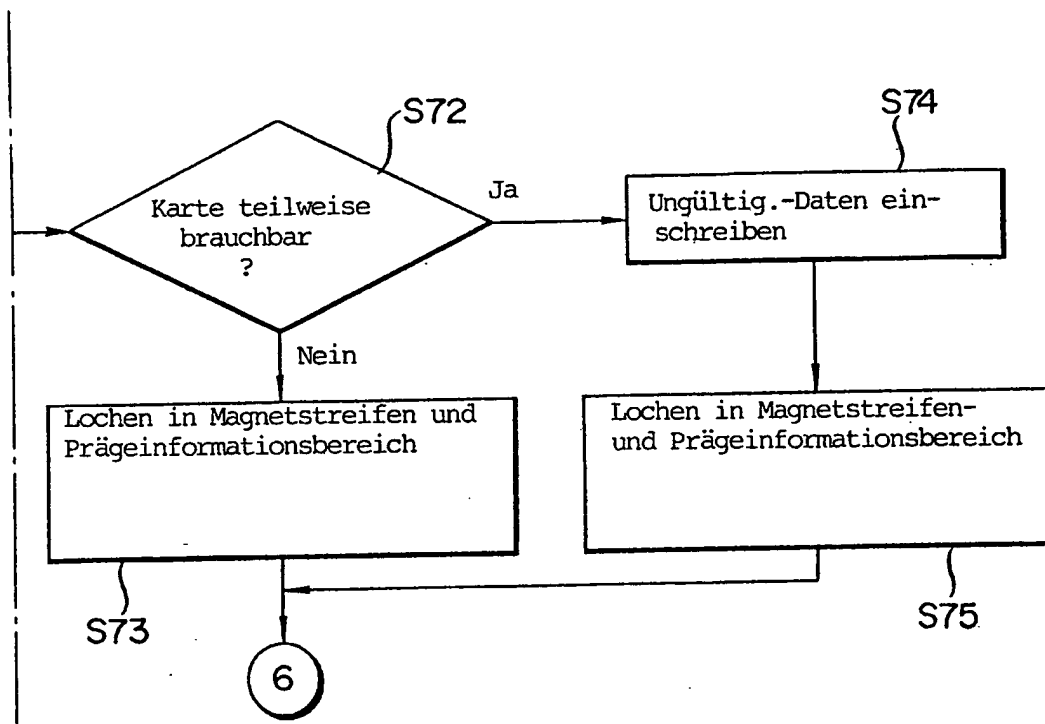 S72
S74
Karte teilweise
brauchbar
?
Ja
Ungültig.-Daten ein-
schreiben
Nein
Lochen in Magnetstreifen und
Prägeinformationsbereich
Lochen in Magnetstreifen-
und Prägeinformationsbereich
S73
S75
6